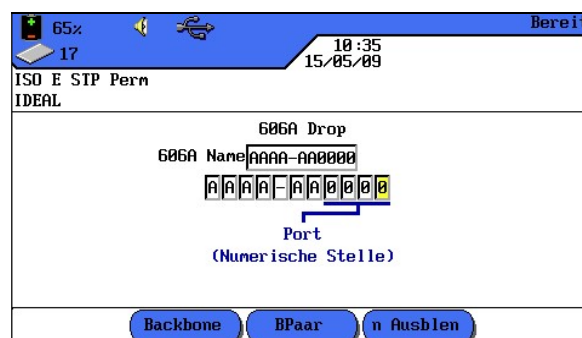 65%
Bereit
17
10:35
15/05/09
ISO E STP Perm
IDEAL
606A Drop
606A Name AAAA-AA0000
AAAA-AA0000
Port
(Numerische Stelle)
Backbone BPaar n Ausblen